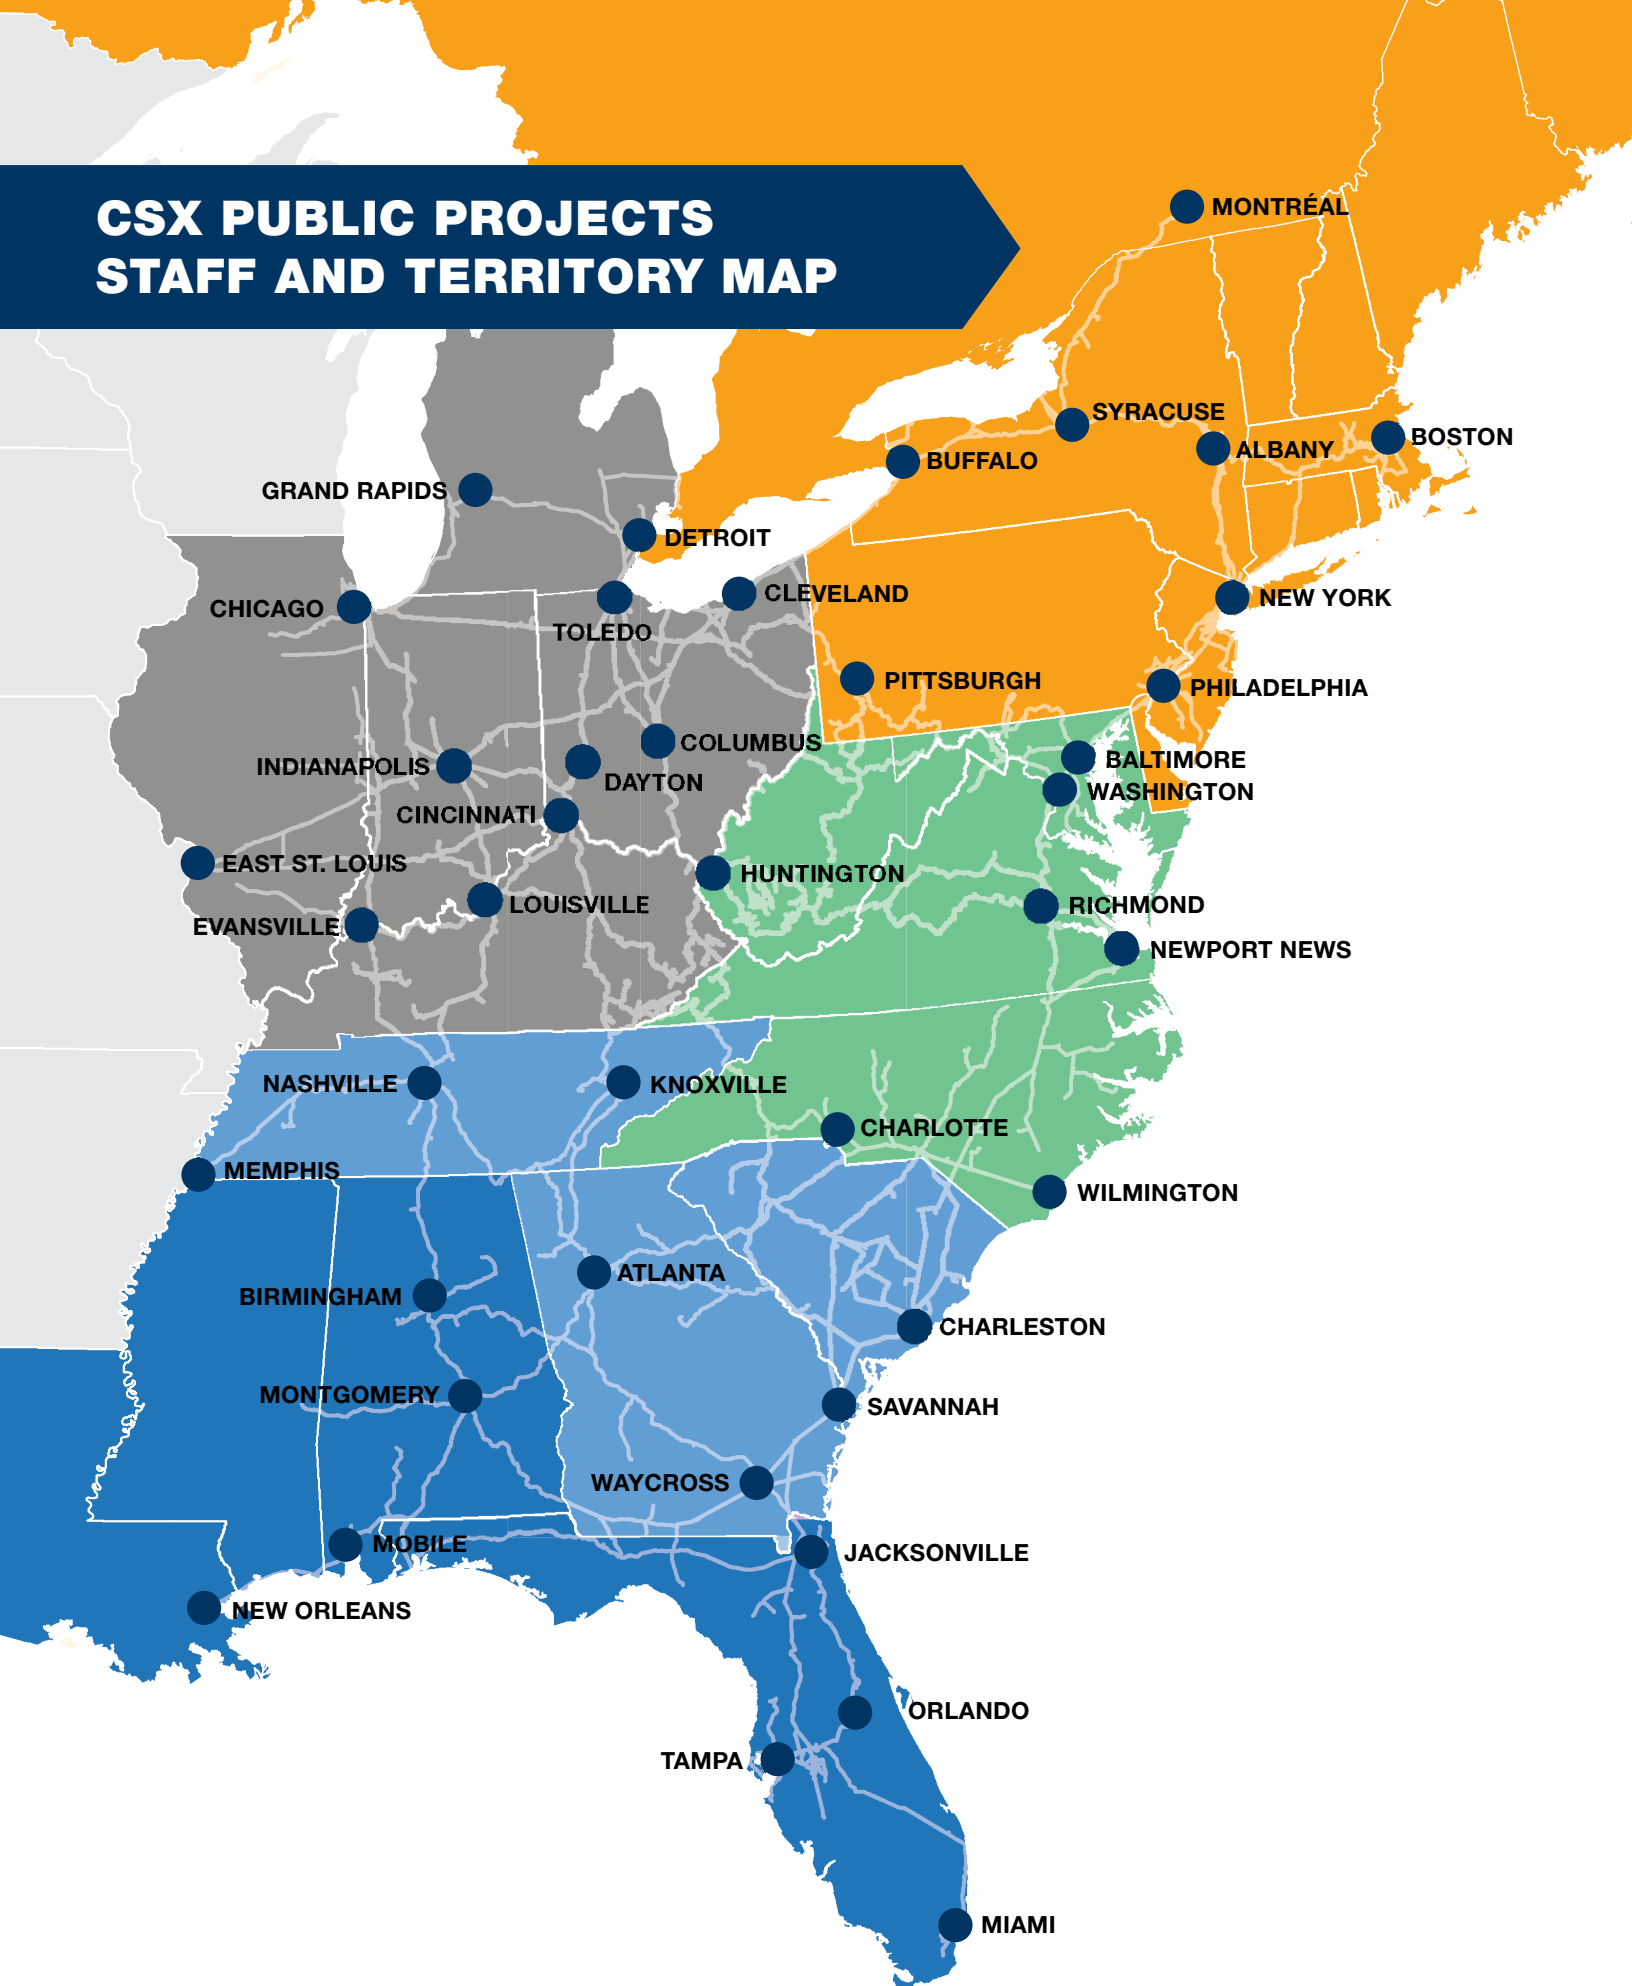 CSX PUBLIC PROJECTS
STAFF AND TERRITORY MAP
MONTRÉAL
SYRACUSE
BOSTON
ALBANY
BUFFALO
GRAND RAPIDS
DETROIT
CLEVELAND
NEW YORK
CHICAGO
TOLEDO
PITTSBURGH
PHILADELPHIA
COLUMBUS
BALTIMORE
INDIANAPOLIS
DAYTON
WASHINGTON
CINCINNATI
EAST ST. LOUIS
HUNTINGTON
LOUISVILLE
RICHMOND
EVANSVILLE
NEWPORT NEWS
NASHVILLE
KNOXVILLE
CHARLOTTE
MEMPHIS
WILMINGTON
ATLANTA
BIRMINGHAM
CHARLESTON
MONTGOMERY
SAVANNAH
WAYCROSS
MOBILE
JACKSONVILLE
NEW ORLEANS
ORLANDO
TAMPA
MIAMI